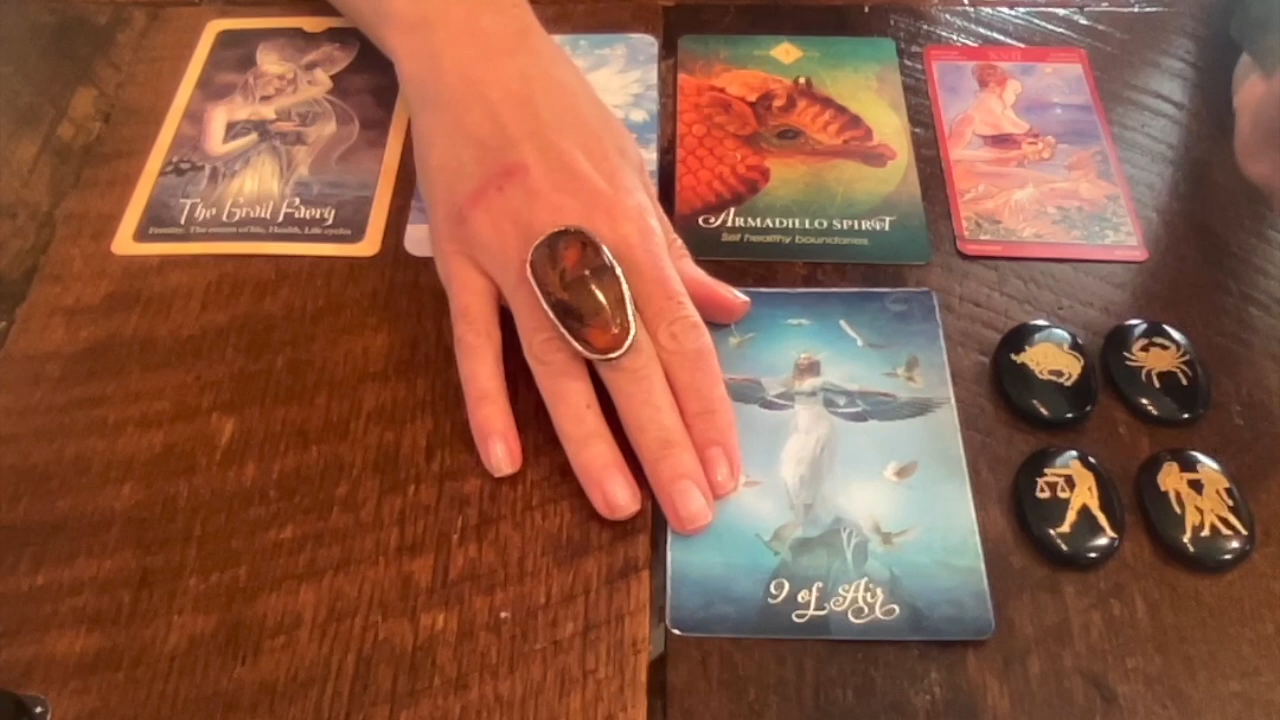 The Grail Faery
Fertility, The ocean of life, Health, Life cycles
ARMADILLO SPIRIT
Set healthy boundaries.
XVII
9 of Air